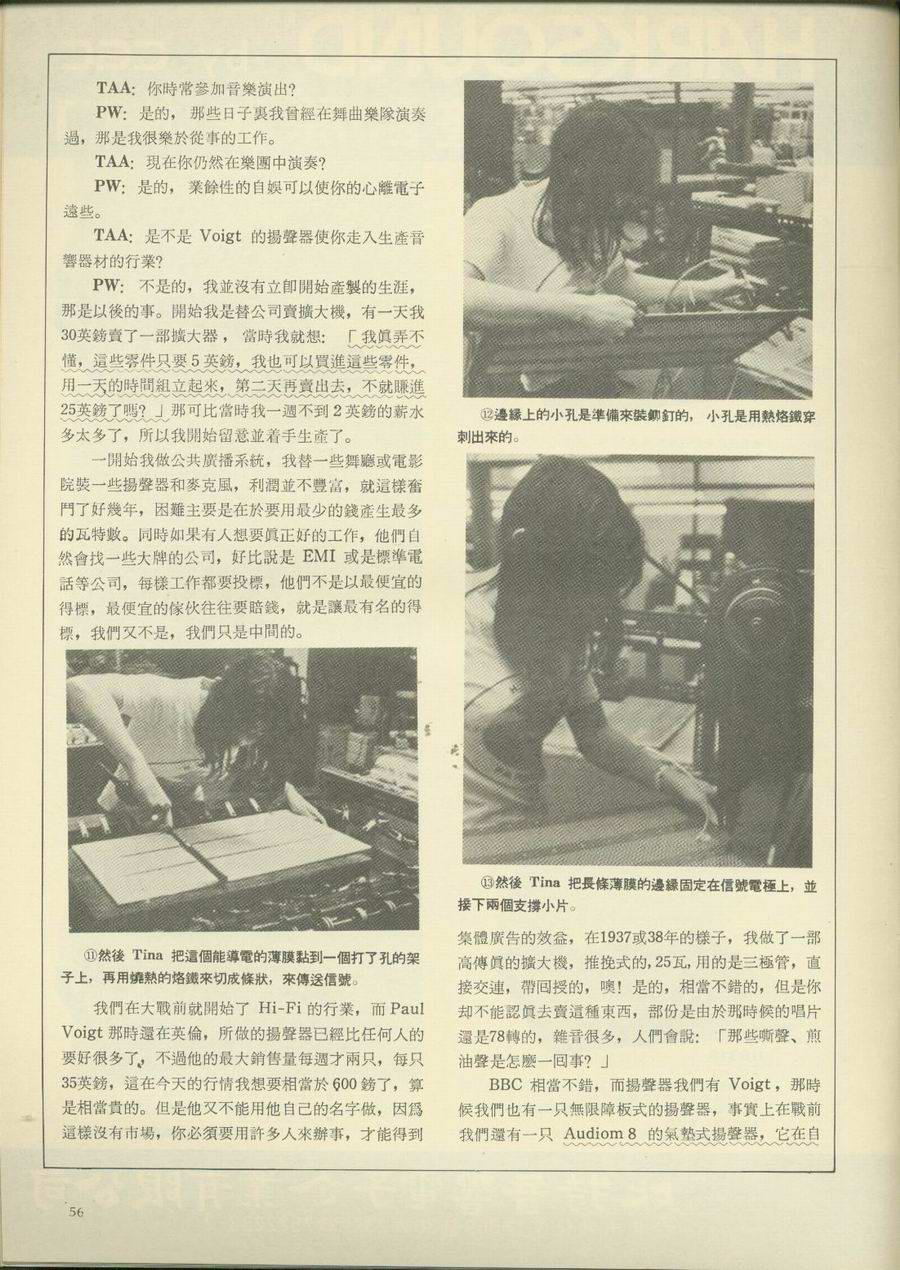 TAA：你時常參加音樂演出？
PW：是的，那些日子裏我曾經在舞曲樂隊演奏
過，那是我很樂於從事的工作。
TAA：現在你仍然在樂團中演奏？
PW：是的，業餘性的自娛可以使你的心離電子
遠些。
TAA：是不是 Voigt 的揚聲器使你走入生產音
響器材的行業？
PW：不是的，我並沒有立卽開始產製的生涯，
那是以後的事。開始我是替公司賣擴大機，有一天我
30英鎊賣了一部擴大器，當時我就想：「我眞弄不
懂，這些零件只要5英鎊，我也可以買進這些零件，
用一天的時間組立起來，第二天再賣出去，不就賺進
25英鎊了嗎？」那可比當時我一週不到2英鎊的薪水
多太多了，所以我開始留意並着手生產了。
一開始我做公共廣播系統，我替一些舞廳或電影
院裝一些揚聲器和麥克風，利潤並不豐富，就這樣奮
鬥了好幾年，因難主要是在於要用最少的錢產生最多
的瓦特數。同時如果有人想要眞正好的工作，他們自
然會找一些大牌的公司，好比說是 EMI 或是標準電
話等公司，每樣工作都要投標，他們不是以最便宜的
得標，最便宜的傢伙往往要賠錢，就是讓最有名的得
標，我們又不是，我們只是中間的。
⑪然後 Tina 把這個能導電的薄膜黏到一個打了孔的架
子上，再用燒熱的烙鐵來切成條狀，來傳送信號。
我們在大戰前就開始了 Hi-Fi 的行業，而 Paul
Voigt 那時還在英倫，所做的揚聲器已經比任何人的
要好很多了，不過他的最大銷售量每週才兩只，每只
35英鎊，這在今天的行情我想要相當於 600 鎊了，算
是相當貴的。但是他又不能用他自己的名字做，因爲
這樣沒有市場，你必須要用許多人來辦事，才能得到
⑫邊緣上的小孔是準備來裝鉚釘的，小孔是用熱烙鐵穿
刺出來的。
⑬然後 Tina 把長條薄膜的邊緣固定在信號電極上，並
接下兩個支撐小片。
集體廣告的效益，在1937或38年的樣子，我做了一部
高傳眞的擴大機，推挽式的，25瓦，用的是三極管，直
接交連，帶回授的，噢！是的，相當不錯的，但是你
却不能認眞去賣這種東西，部份是由於那時候的唱片
還是78轉的，雜音很多，人們會說：「那些嘶聲、煎
油聲是怎麽一回事？」
BBC 相當不錯，而揚聲器我們有 Voigt，那時
候我們也有一只無限障板式的揚聲器，事實上在戰前
我們還有一只 Audiom 8 的氣墊式揚聲器，它在自
56